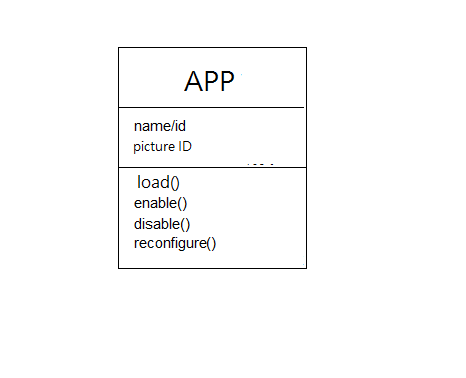 APP
name/id
picture ID
load()
enable()
disable()
reconfigure()